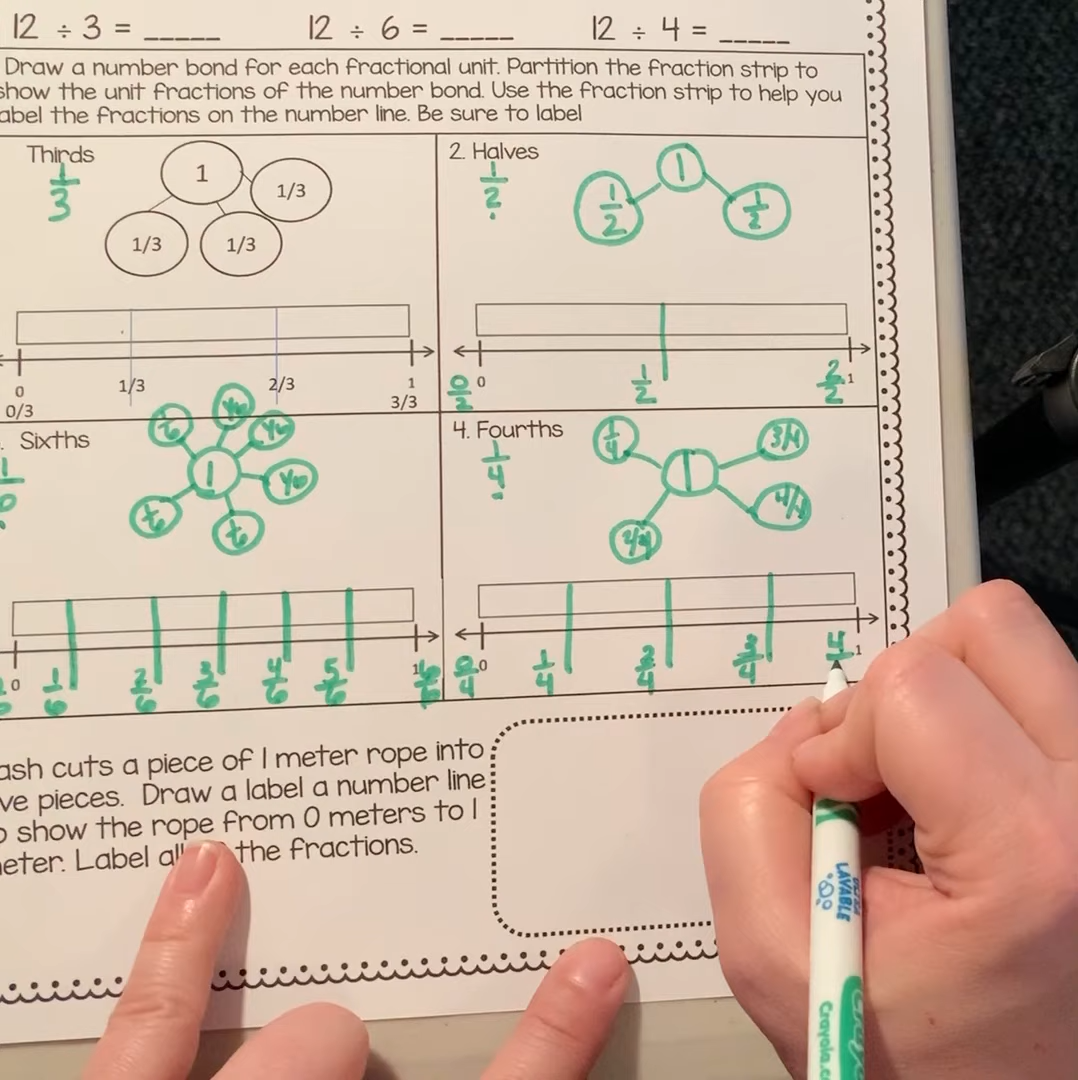 12 ÷ 3 = _____ 12 ÷ 6 = _____ 12 ÷ 4 = _____
Draw a number bond for each fractional unit. Partition the fraction strip to
show the unit fractions of the number bond. Use the fraction strip to help you
abel the fractions on the number line. Be sure to label
Thirds
1/3
1
1/3
1/3 1/3
0 1/3 2/3 1
0/3 3/3
2. Halves
1/2
1
1/2 1/2
0/2 0 1/2 2/2 1
. Sixths
1
0 1/6 2/6 3/6 4/6 5/6 1 6/6
4. Fourths
1/4
1/4 1 3/4
4/4
0/4 0 1/4 2/4 3/4 4 1
ash cuts a piece of 1 meter rope into
ve pieces. Draw a label a number line
o show the rope from 0 meters to 1
eter. Label all the fractions.
Crayola